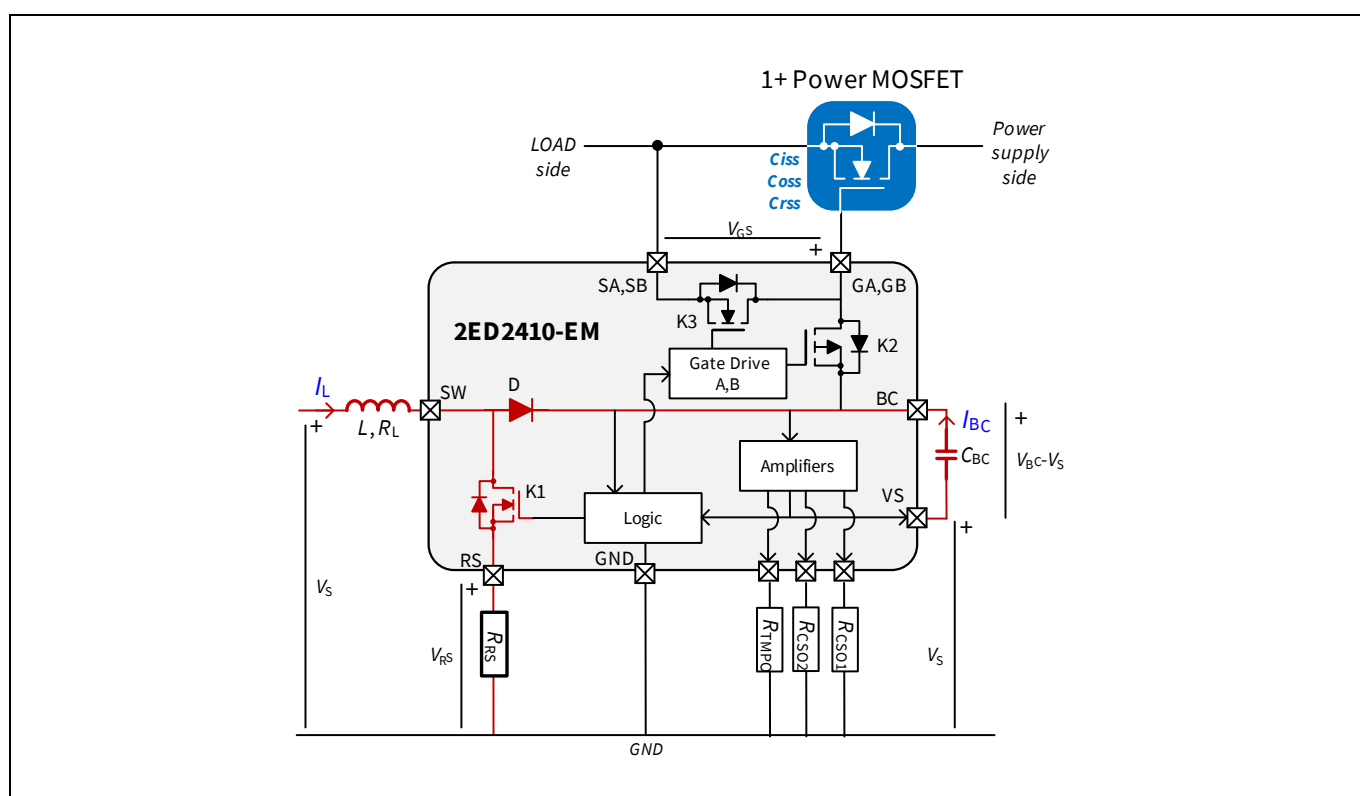 1+ Power MOSFET
LOAD
side
Power
supply
side
Ciss
Coss
Crss
VGS
+
SA,SB
GA,GB
K3
2ED2410-EM
Gate Drive
A,B
K2
IL
SW
D
BC
+
L, RL
IBC
+
CBC
VBC-VS
Amplifiers
K1
VS
Logic
+
RS
GND
+
VS
VRS
RRS
RTMPO
RCSO2
RCSO1
VS
GND